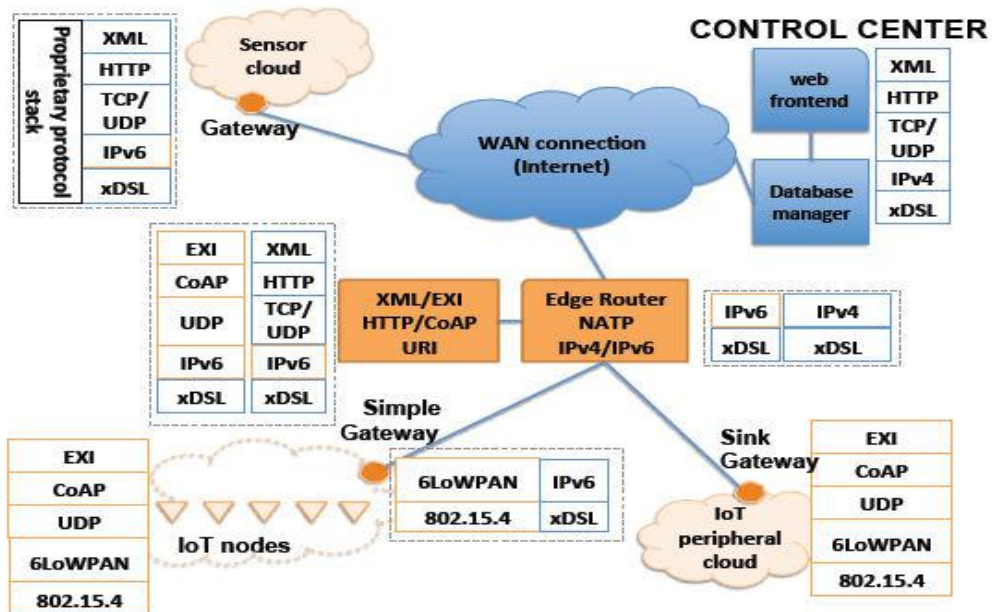 Proprietary protocol
stack
XML
HTTP
TCP/
UDP
IPv6
xDSL
Sensor
cloud
Gateway
WAN connection
(Internet)
CONTROL CENTER
web
frontend
Database
manager
XML
HTTP
TCP/
UDP
IPv4
xDSL
EXI
CoAP
UDP
IPv6
xDSL
XML
HTTP
TCP/
UDP
IPv6
xDSL
XML/EXI
HTTP/CoAP
URI
Edge Router
NATP
IPv4/IPv6
IPv6
IPv4
xDSL
xDSL
Simple
Gateway
Sink
Gateway
EXI
CoAP
UDP
6LoWPAN
802.15.4
IoT nodes
6LoWPAN
IPv6
802.15.4
xDSL
IoT
peripheral
cloud
EXI
CoAP
UDP
6LoWPAN
802.15.4